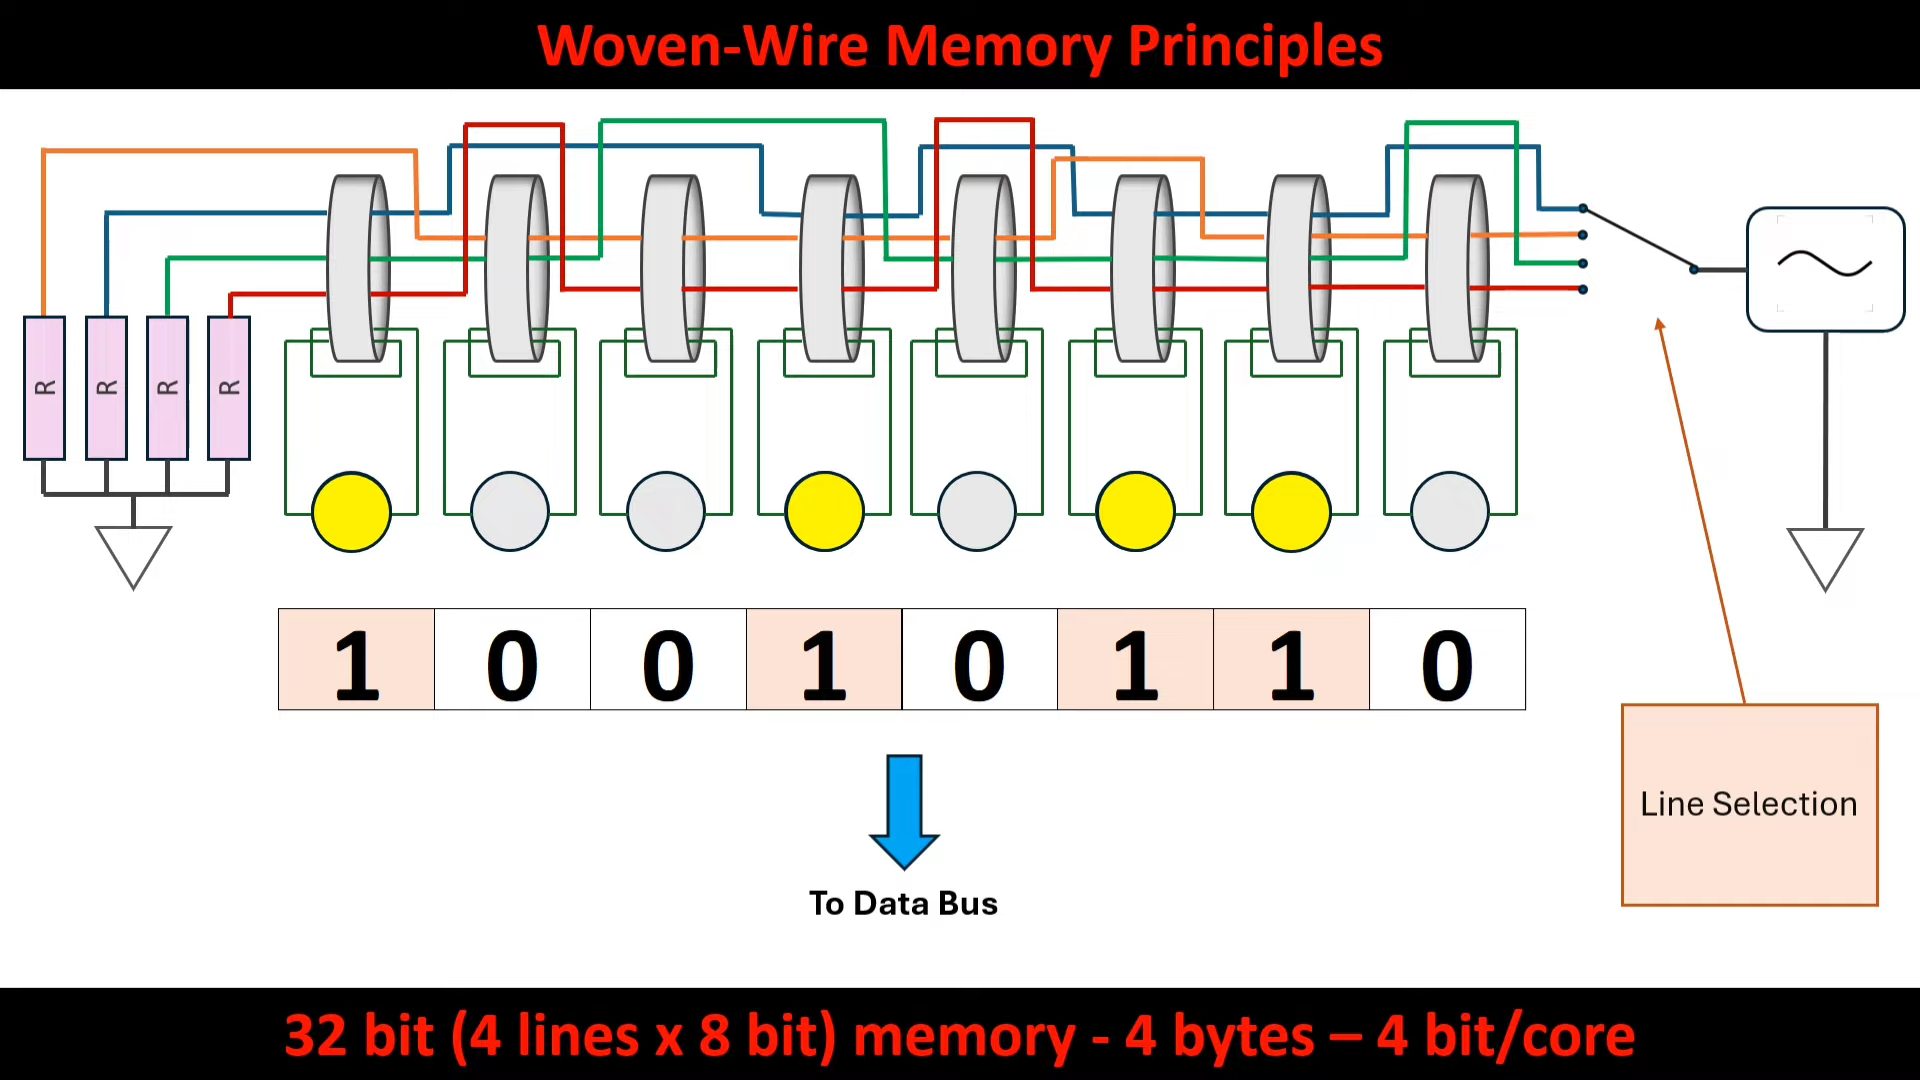 Woven-Wire Memory Principles
R R R R
1 0 0 1 0 1 1 0
Line Selection
To Data Bus
32 bit (4 lines x 8 bit) memory - 4 bytes – 4 bit/core